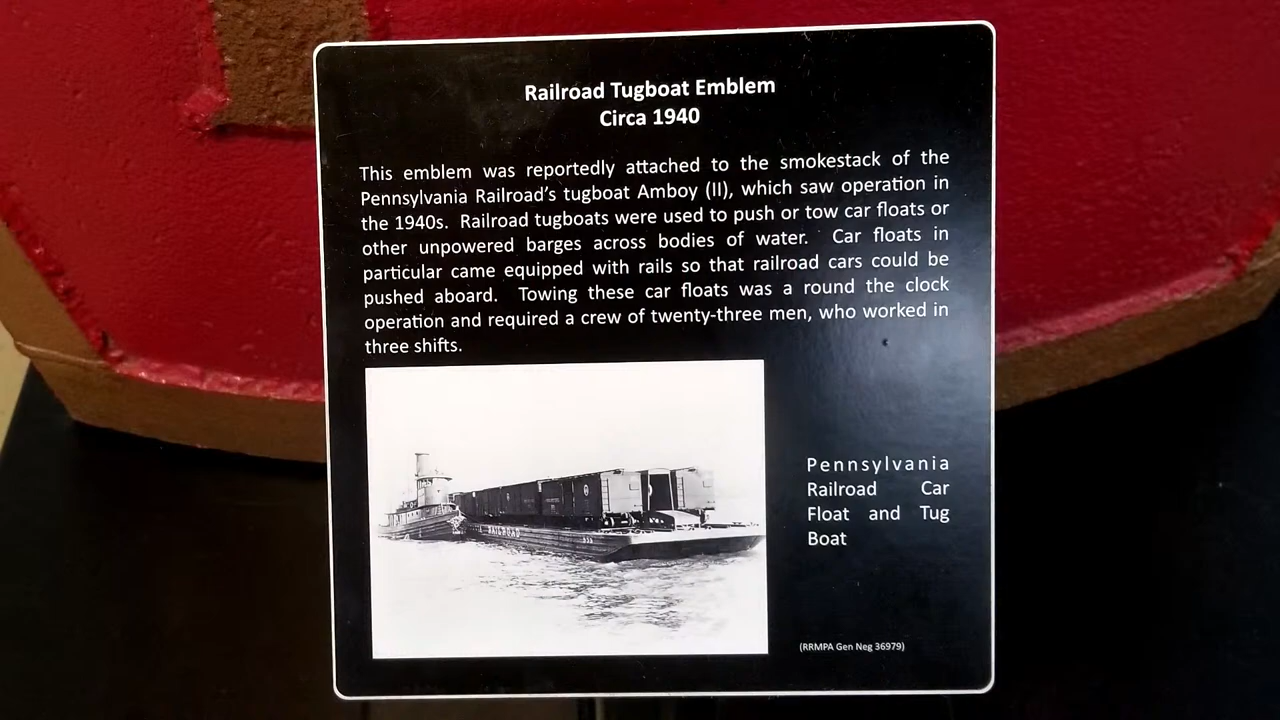 Railroad Tugboat Emblem
Circa 1940
This emblem was reportedly attached to the smokestack of the
Pennsylvania Railroad's tugboat Amboy (II), which saw operation in
the 1940s. Railroad tugboats were used to push or tow car floats or
other unpowered barges across bodies of water. Car floats in
particular came equipped with rails so that railroad cars could be
pushed aboard. Towing these car floats was a round the clock
operation and required a crew of twenty-three men, who worked in
three shifts.
Pennsylvania
Railroad Car
Float and Tug
Boat
(RRMPA Gen Neg 36979)